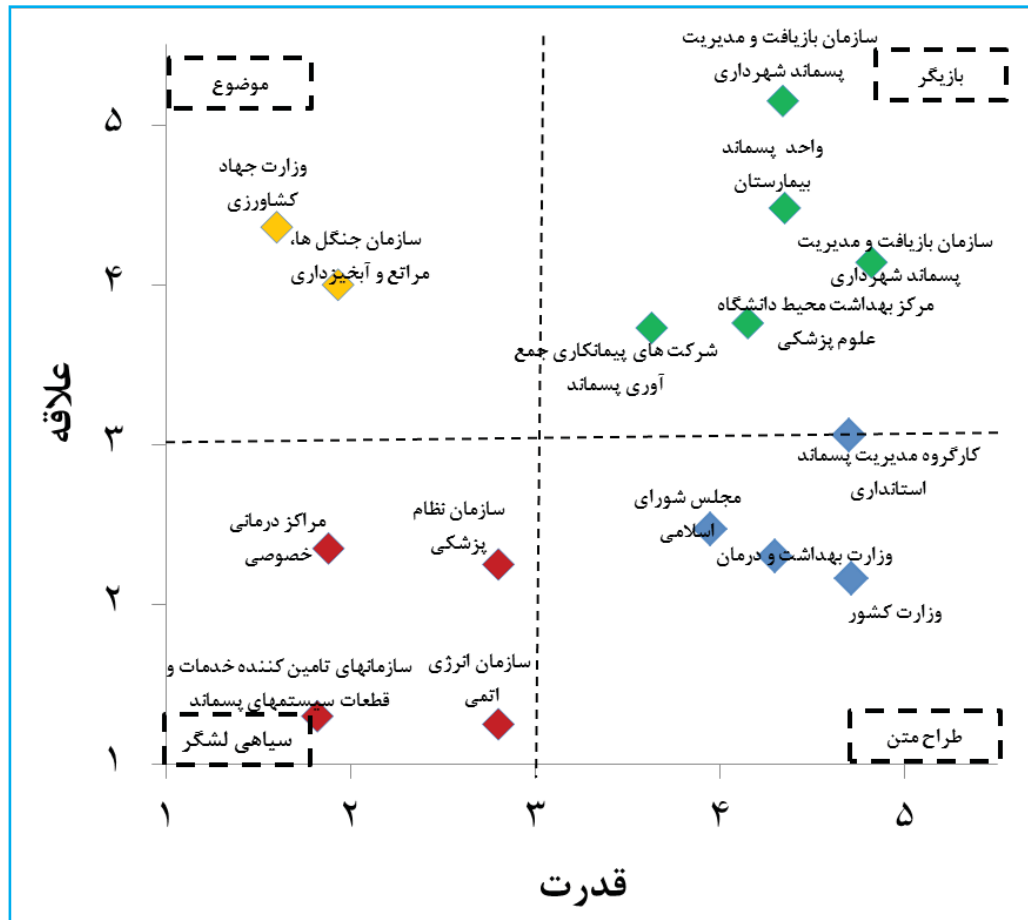 سازمان بازیافت و مدیریت
پسماند شهرداری
بازیگر
موضوع
۵
واحد پسماند
بیمارستان
وزارت جهاد
کشاورزی
سازمان جنگل ها،
مراتع و آبخیزداری
سازمان بازیافت و مدیریت
پسماند شهرداری
۴
مرکز بهداشت محیط دانشگاه
علوم پزشکی
شرکت های پیمانکاری جمع
آوری پسماند
علاقه
۳
کارگروه مدیریت پسماند
استانداری
مجلس شورای
اسلامی
سازمان نظام
پزشکی
مراکز درمانی
خصوصی
وزارت بهداشت و درمان
وزارت کشور
۲
سازمان انرژی
اتمی
سازمانهای تامین کننده خدمات و
قطعات سیستمهای پسماند
طراح متن
سیاهی لشگر
۱
۱
۲
۳
۴
۵
قدرت